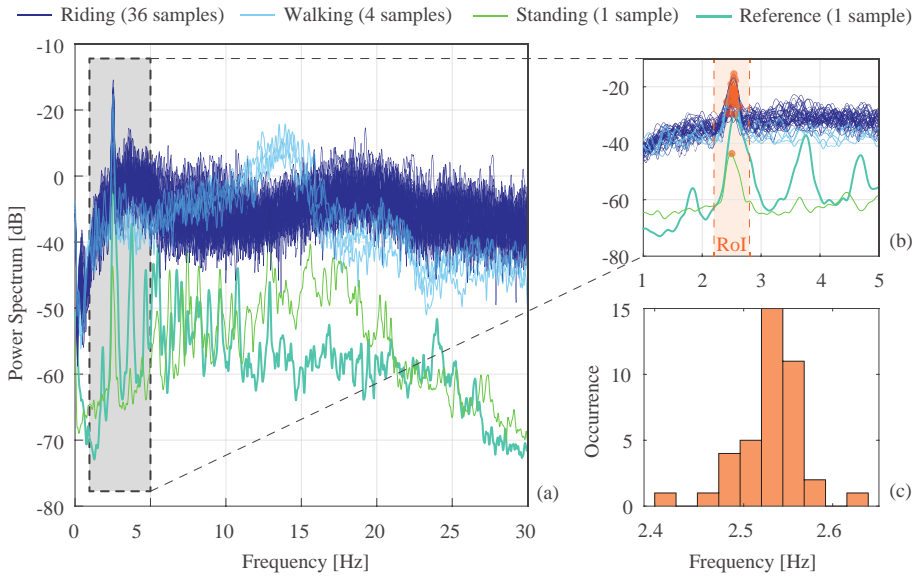 Riding (36 samples) Walking (4 samples) Standing (1 sample) Reference (1 sample)
-10
-20
0
-40
-50
-60
-70
-80
Power Spectrum [dB]
0 5 10 15 20 25 30
Frequency [Hz]
(a)
-20
-40
-60
-80
RoI
1 2 3 4 5
(b)
15
10
5
0
Occurrence
2.4 2.5 2.6
Frequency [Hz]
(c)